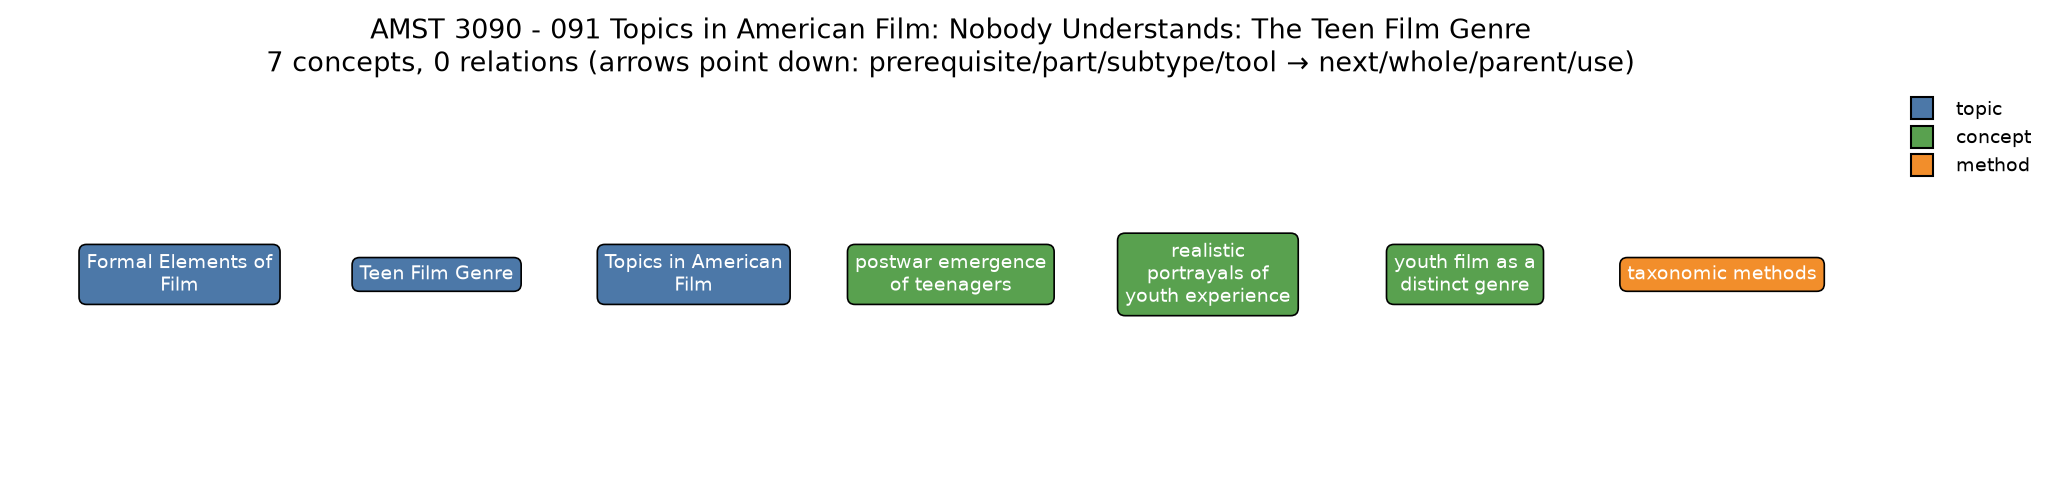 AMST 3090 - 091 Topics in American Film: Nobody Understands: The Teen Film Genre
7 concepts, 0 relations (arrows point down: prerequisite/part/subtype/tool → next/whole/parent/use)
topic
concept
method
Formal Elements of
Film
Teen Film Genre
Topics in American
Film
postwar emergence
of teenagers
realistic
portrayals of
youth experience
youth film as a
distinct genre
taxonomic methods